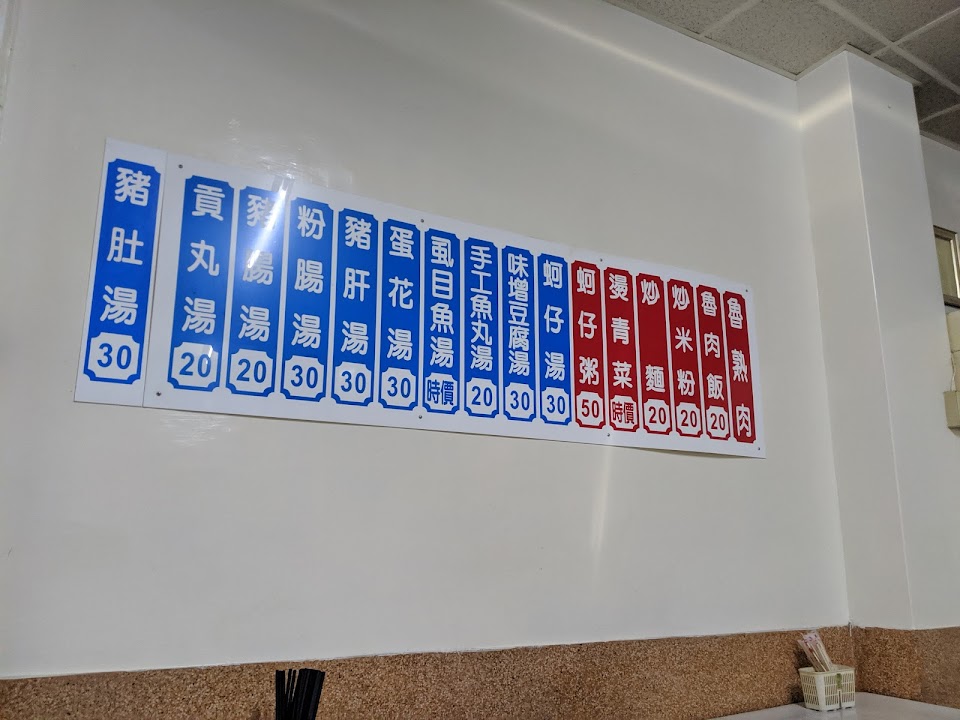 魯熟肉
魯肉飯 20
炒米粉 20
炒麵 20
燙青菜 時價
蚵仔粥 50
蚵仔湯 30
味增豆腐湯 30
手工魚丸湯 20
虱目魚湯 時價
蛋花湯 30
豬肝湯 30
粉腸湯 30
豬腸湯 20
貢丸湯 20
豬肚湯 30